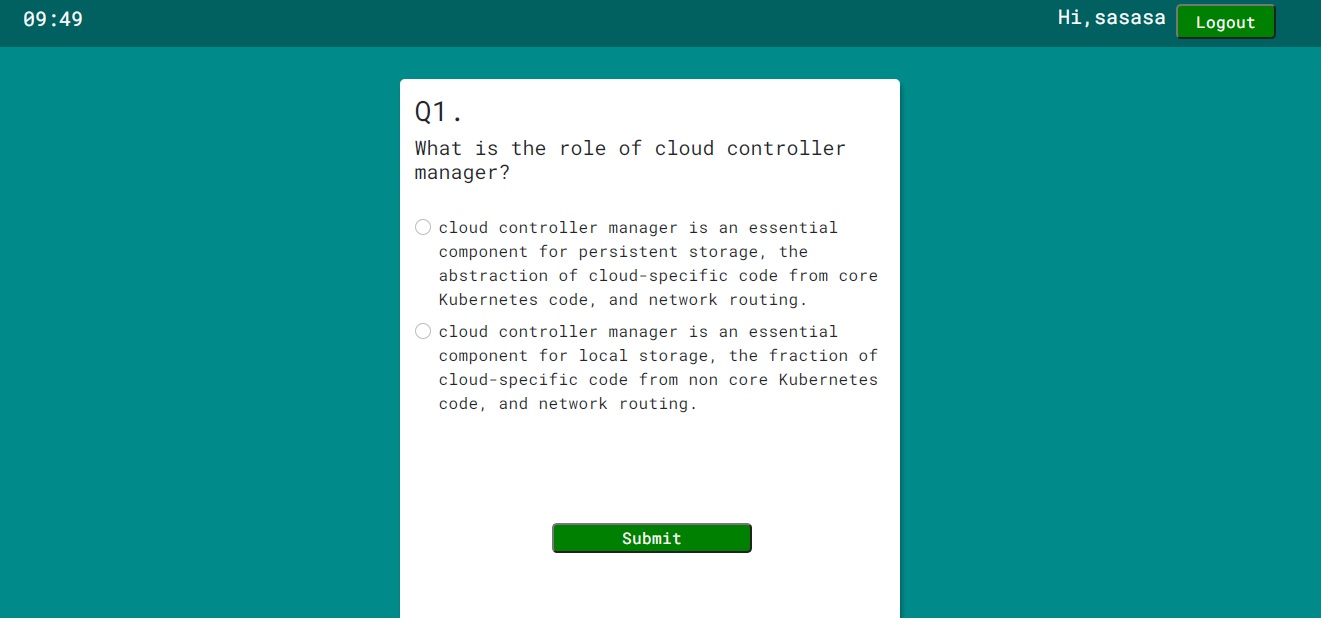 09:49
Hi,sasasa
Logout
Q1.
What is the role of cloud controller
manager?
cloud controller manager is an essential
component for persistent storage, the
abstraction of cloud-specific code from core
Kubernetes code, and network routing.
cloud controller manager is an essential
component for local storage, the fraction of
cloud-specific code from non core Kubernetes
code, and network routing.
Submit